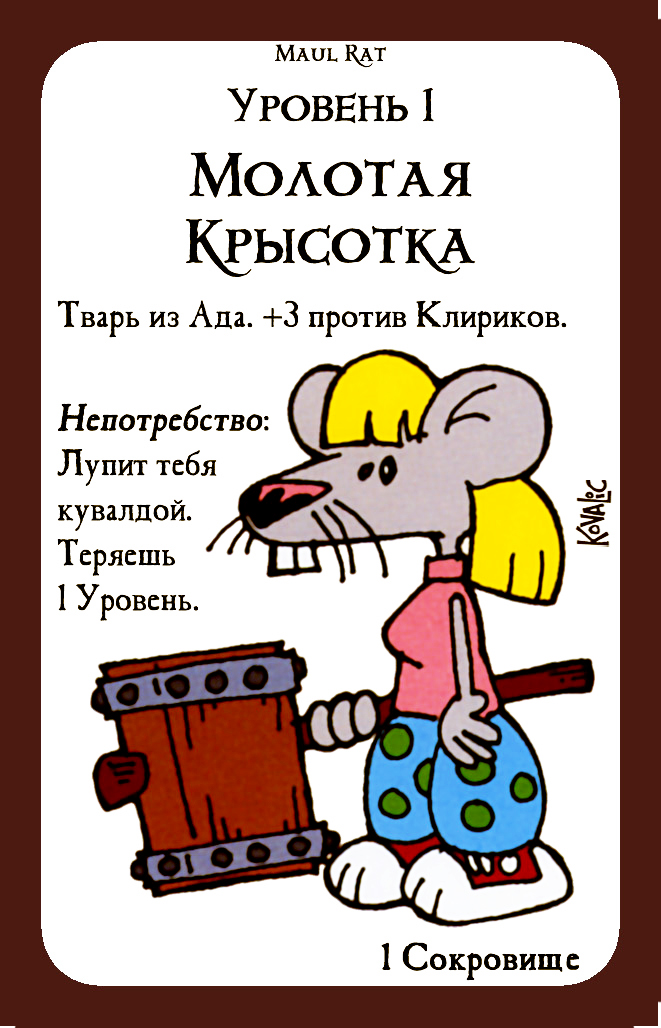 Maul Rat
Уровень 1
Молотая
Крысотка
Тварь из Ада. +3 против Клириков.
Непотребство:
Лупит тебя
кувалдой.
Теряешь
1 Уровень.
Kovalic
1 Сокровище